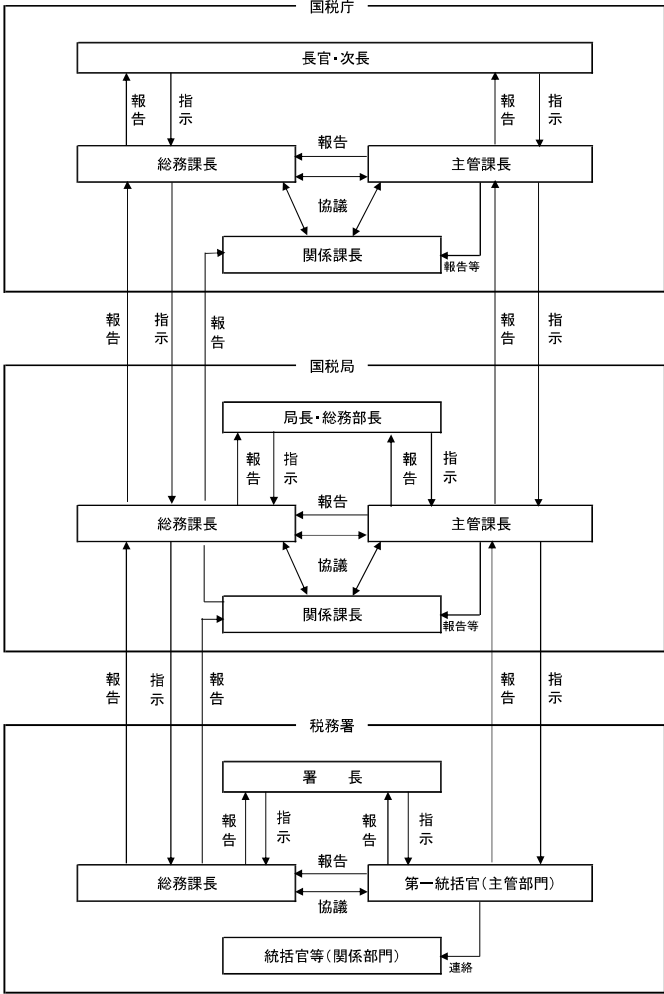 国税庁
長官・次長
報告
指示
報告
指示
総務課長
報告
主管課長
協議
関係課長
報告等
報告
指示
報告
報告
指示
国税局
局長・総務部長
報告
指示
報告
指示
総務課長
報告
主管課長
協議
関係課長
報告等
報告
指示
報告
報告
指示
税務署
署　長
報告
指示
報告
指示
総務課長
報告
第一統括官(主管部門)
協議
統括官等(関係部門)
連絡